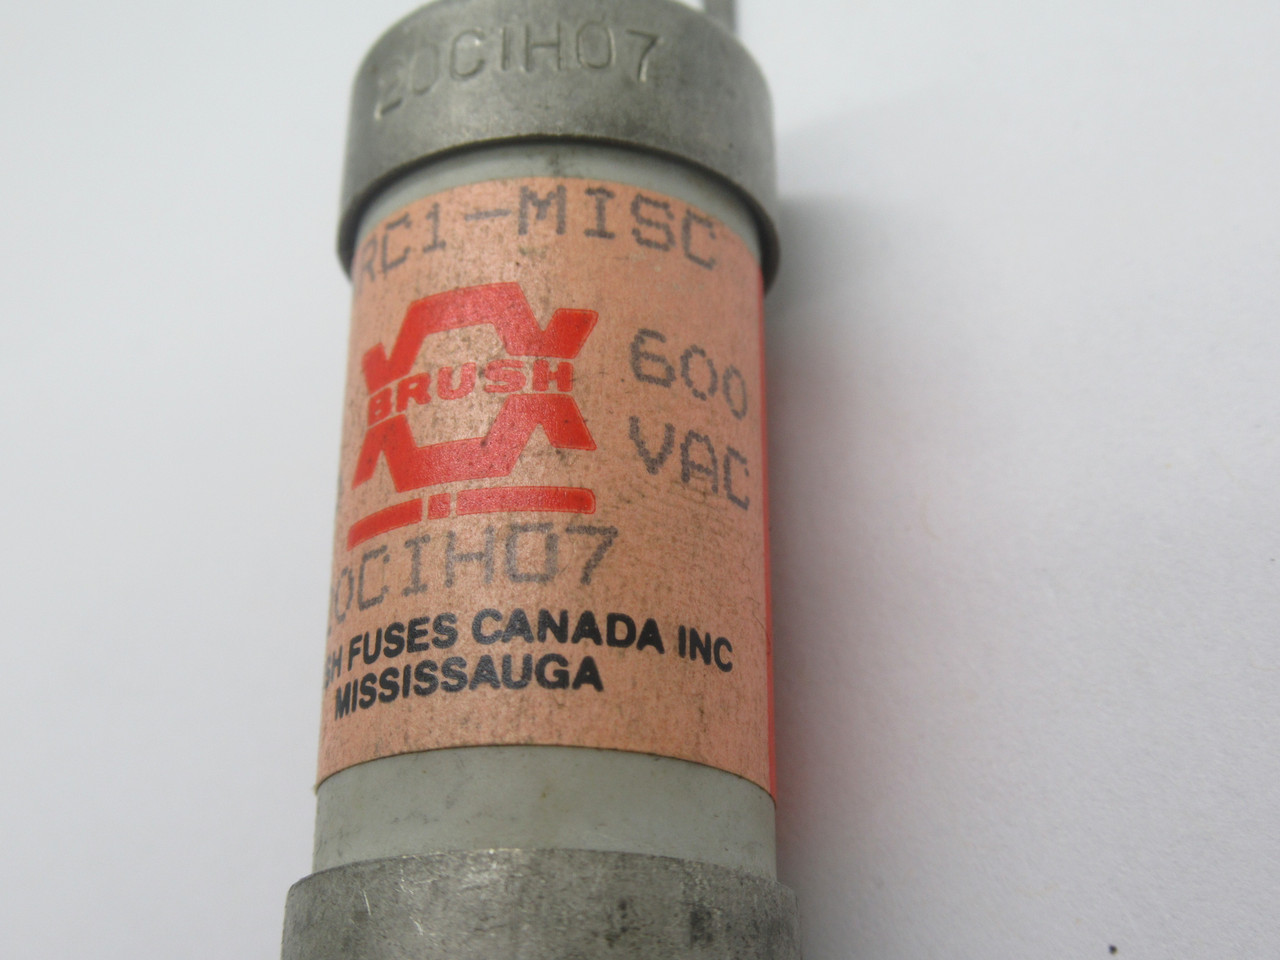 20CIH07
RC1-MISC
BRUSH
600
VAC
0CIH07
SH FUSES CANADA INC
MISSISSAUGA